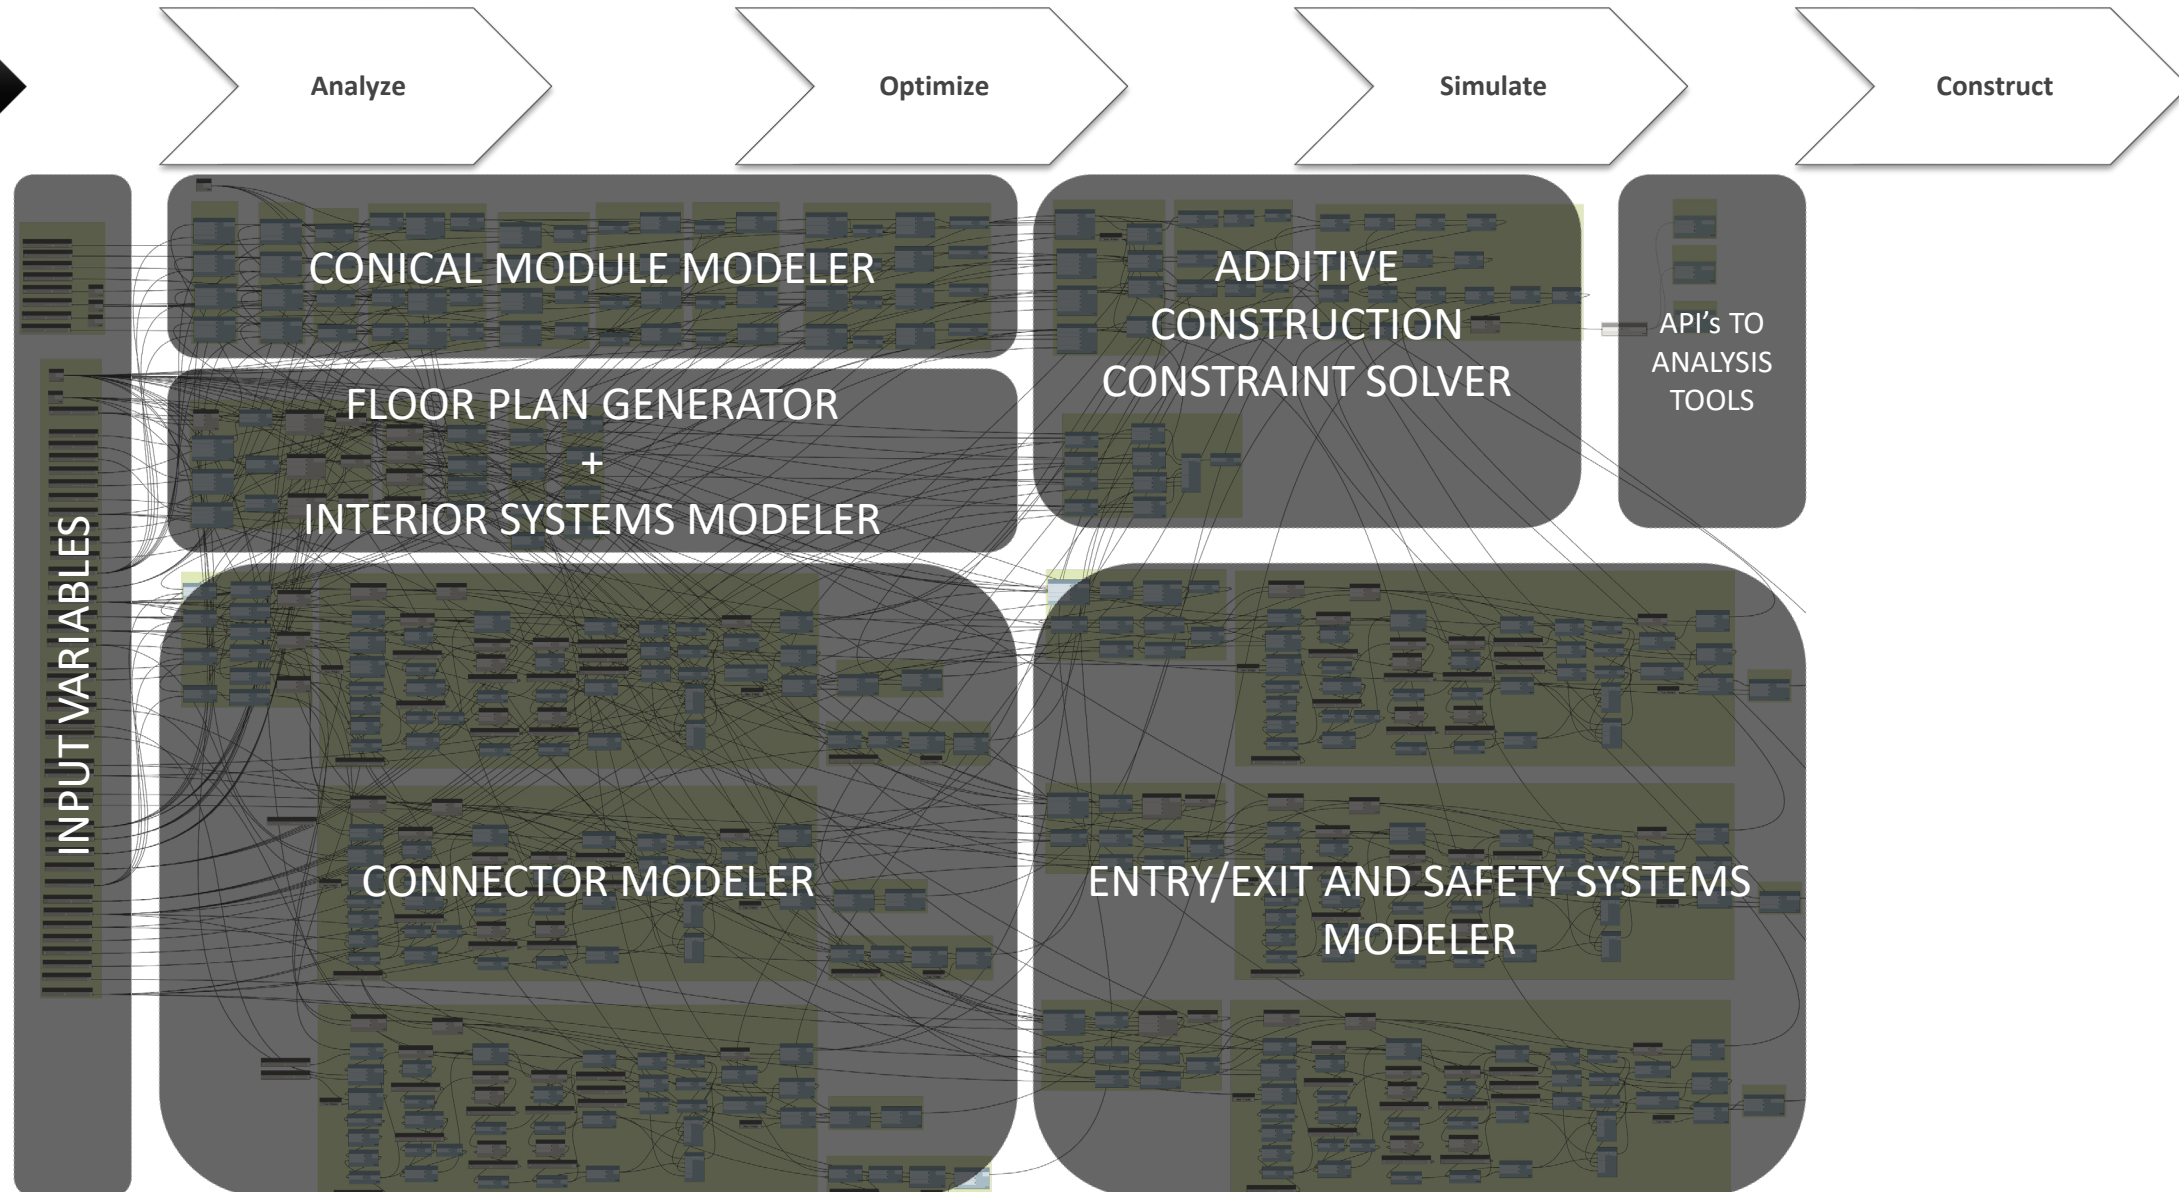 Analyze
Optimize
Simulate
Construct
INPUT VARIABLES
CONICAL MODULE MODELER
FLOOR PLAN GENERATOR
+
INTERIOR SYSTEMS MODELER
CONNECTOR MODELER
ADDITIVE
CONSTRUCTION
CONSTRAINT SOLVER
API's TO
ANALYSIS
TOOLS
ENTRY/EXIT AND SAFETY SYSTEMS
MODELER